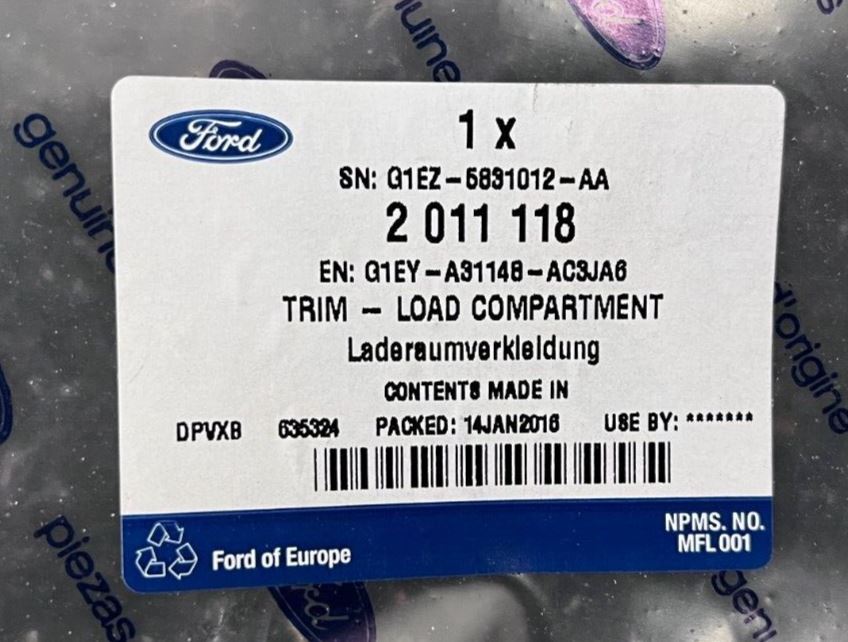 genuine
Ford
1 x
SN: G1EZ-5831012-AA
2 011 118
EN: G1EY-A31148-AC3JA6
TRIM - LOAD COMPARTMENT
Laderaumverkleidung
CONTENTS MADE IN
DPVXB 635324 PACKED: 14JAN2016 USE BY: *******
Ford of Europe
NPMS. NO.
MFL 001
d'origine
piezas